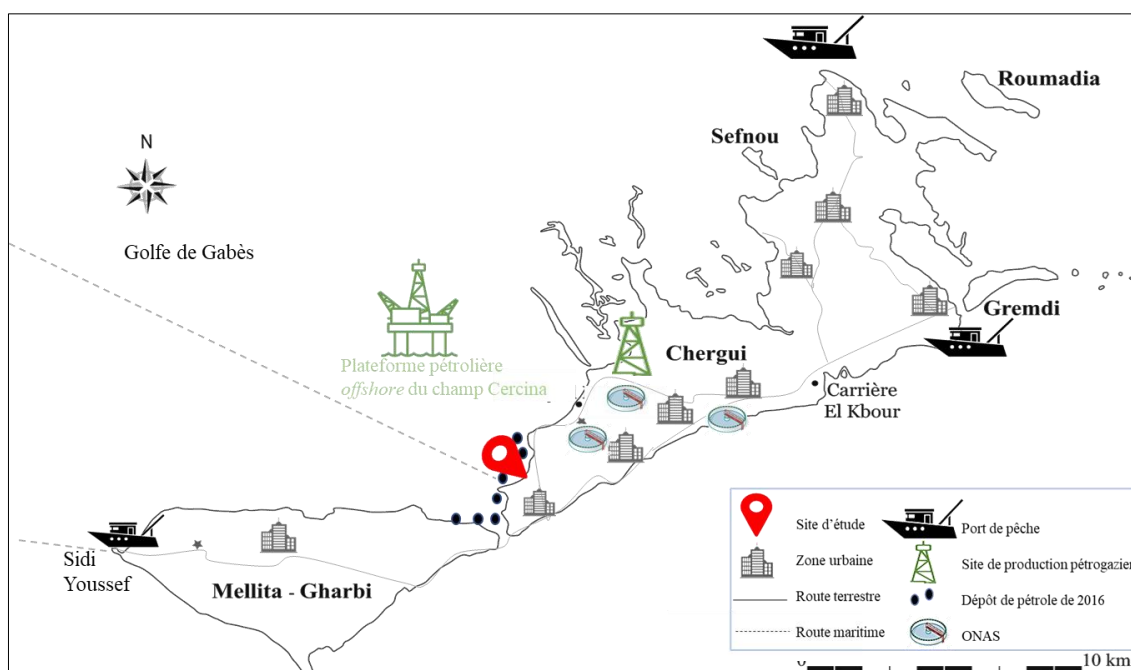 Roumadia
Sefnou
N
Golfe de Gabès
Gremdi
Plateforme pétrolière
offshore du champ Cercina
Chergui
Carrière
El Kbour
Sidi
Youssef
Mellita - Gharbi
Site d'étude
Port de pêche
Zone urbaine
Site de production pétrogazier
Route terrestre
Dépôt de pétrole de 2016
Route maritime
ONAS
0
10 km